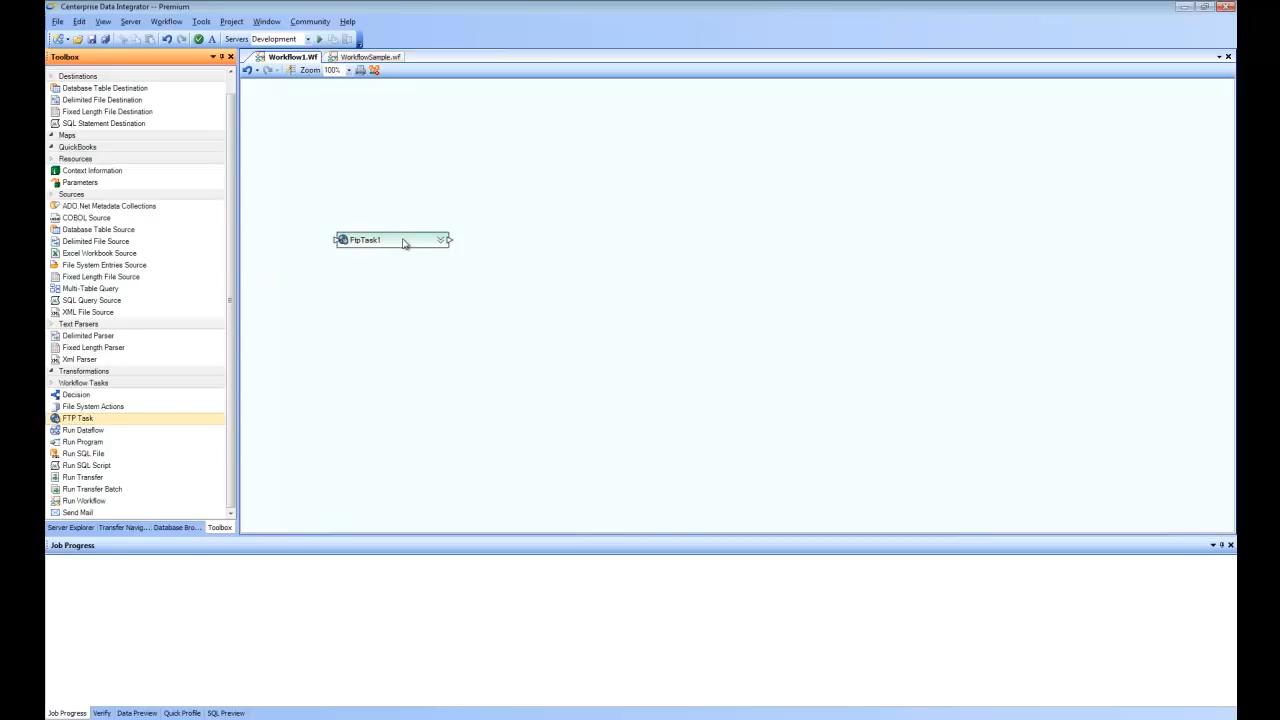 Centerprise Data Integrator -- Premium
File Edit View Server Workflow Tools Project Window Community Help
Servers Development
Toolbox
Workflow1.Wf WorkflowSample.wf
Zoom 100%
Destinations
Database Table Destination
Delimited File Destination
Fixed Length File Destination
SQL Statement Destination
Maps
QuickBooks
Resources
Context Information
Parameters
Sources
ADO.Net Metadata Collections
COBOL Source
Database Table Source
Delimited File Source
Excel Workbook Source
File System Entries Source
Fixed Length File Source
Multi-Table Query
SQL Query Source
XML File Source
Text Parsers
Delimited Parser
Fixed Length Parser
Xml Parser
Transformations
Workflow Tasks
Decision
File System Actions
FTP Task
Run Dataflow
Run Program
Run SQL File
Run SQL Script
Run Transfer
Run Transfer Batch
Run Workflow
Send Mail
FtpTask1
Server Explorer Transfer Navig... Database Bro... Toolbox
Job Progress
Job Progress Verify Data Preview Quick Profile SQL Preview